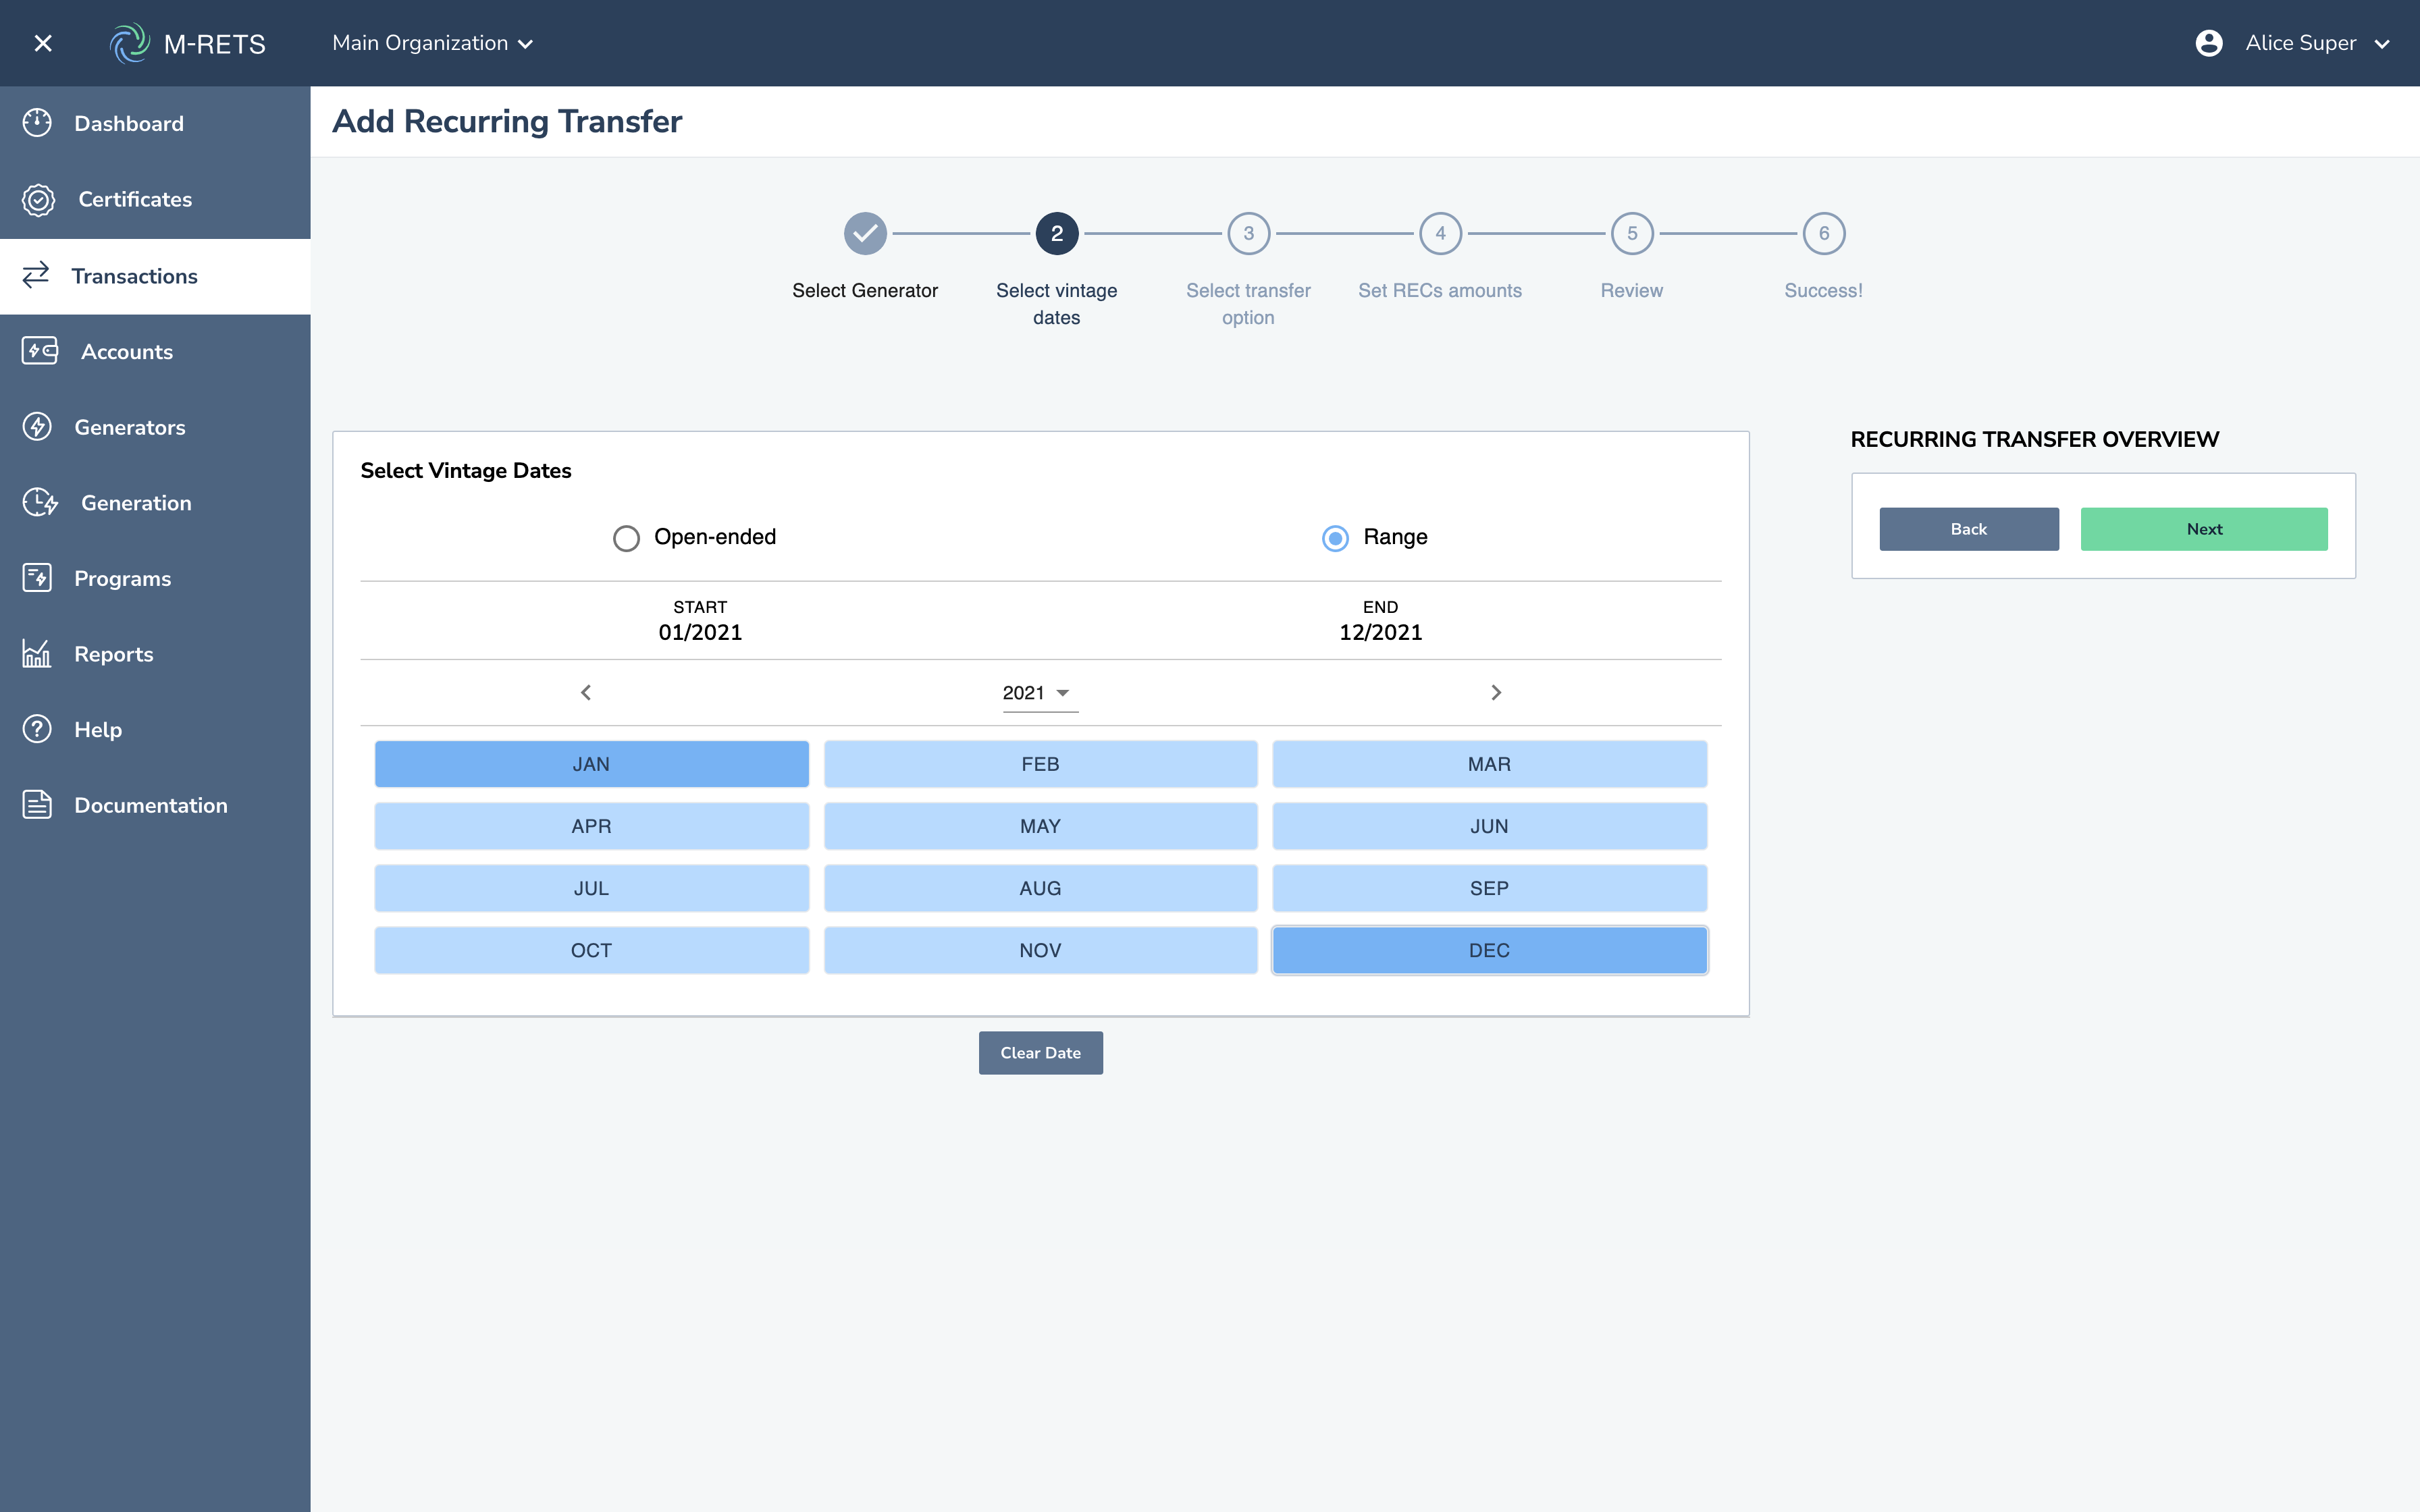 M-RETS
Main Organization
Alice Super
Dashboard
Certificates
Transactions
Accounts
Generators
Generation
Programs
Reports
Help
Documentation
Add Recurring Transfer
2
3
4
5
6
Select Generator
Select vintage
dates
Select transfer
option
Set RECs amounts
Review
Success!
Select Vintage Dates
Open-ended
Range
START
01/2021
END
12/2021
2021
JAN
FEB
MAR
APR
MAY
JUN
JUL
AUG
SEP
OCT
NOV
DEC
Clear Date
RECURRING TRANSFER OVERVIEW
Back
Next